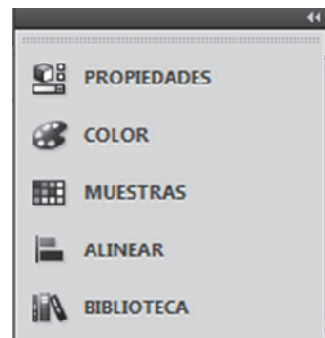 PROPIEDADES
COLOR
MUESTRAS
ALINEAR
BIBLIOTECA